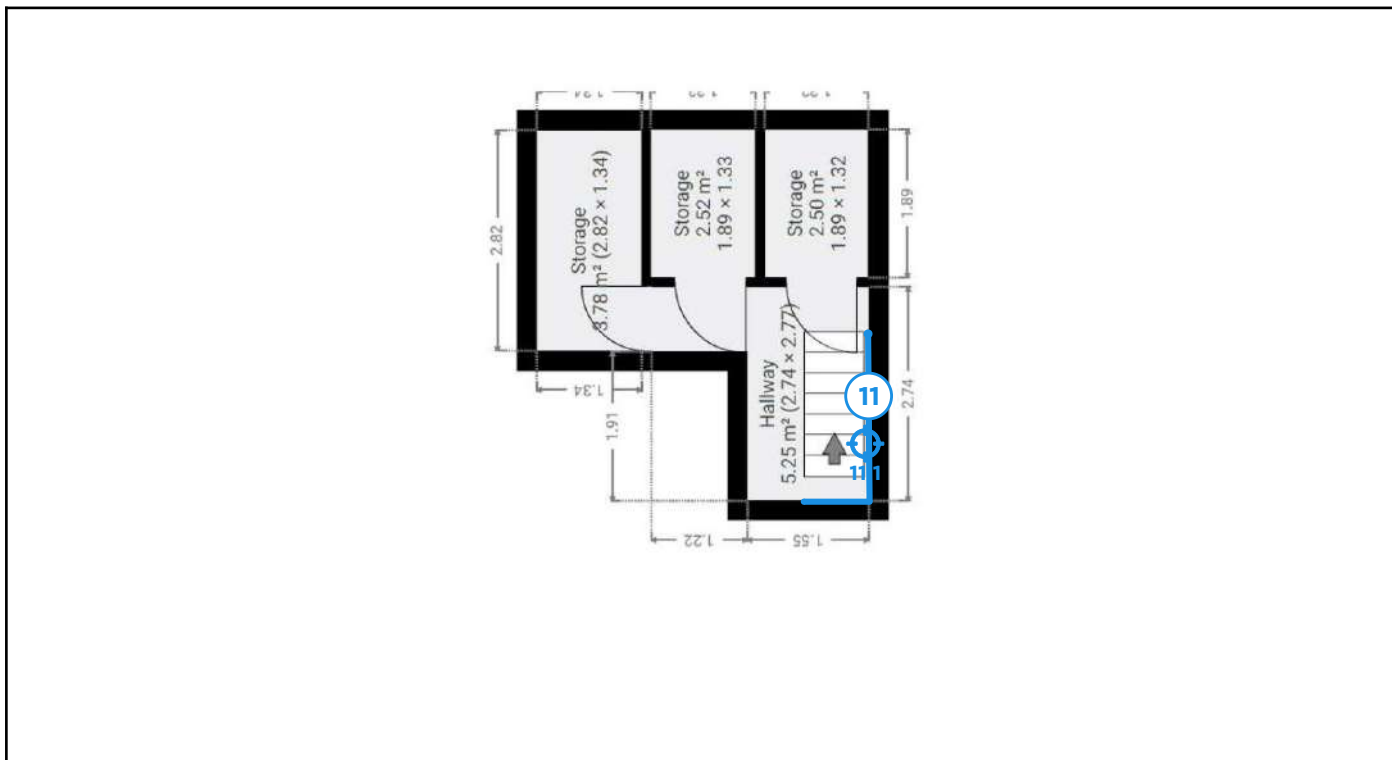 2.82
Storage
3.78 m² (2.82 × 1.34)
Storage
2.52 m²
1.89 × 1.33
Storage
2.50 m²
1.89 × 1.32
1.89
1.34
1.91
Hallway
5.25 m² (2.74 × 2.77)
11
11.1
2.74
1.22
1.55